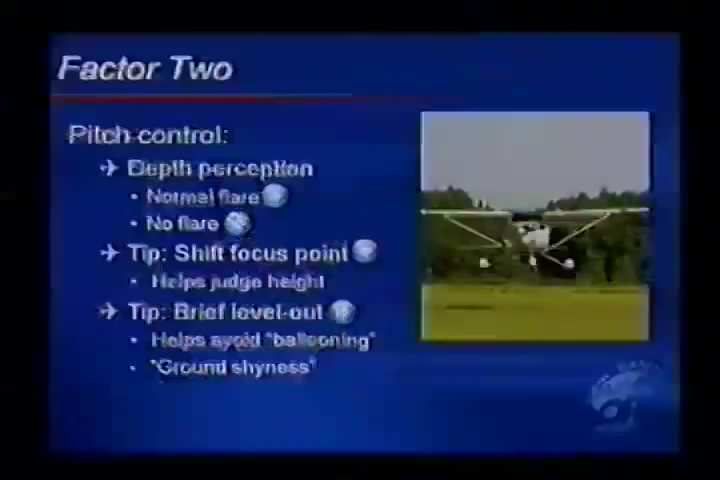 Factor Two
Pitch control:
Depth perception
• Normal flare
• No flare
Tip: Shift focus point
• Helps judge height
Tip: Brief level-out
• Helps avoid "ballooning"
• "Ground shyness"